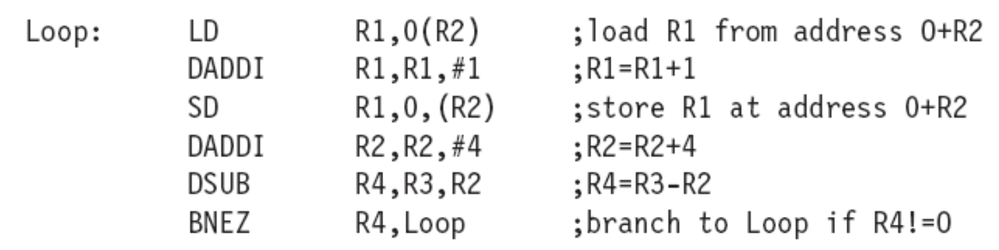 Loop: LD R1,0(R2) ;load R1 from address 0+R2
DADDI R1,R1,#1 ;R1=R1+1
SD R1,0,(R2) ;store R1 at address 0+R2
DADDI R2,R2,#4 ;R2=R2+4
DSUB R4,R3,R2 ;R4=R3-R2
BNEZ R4,Loop ;branch to Loop if R4!=0